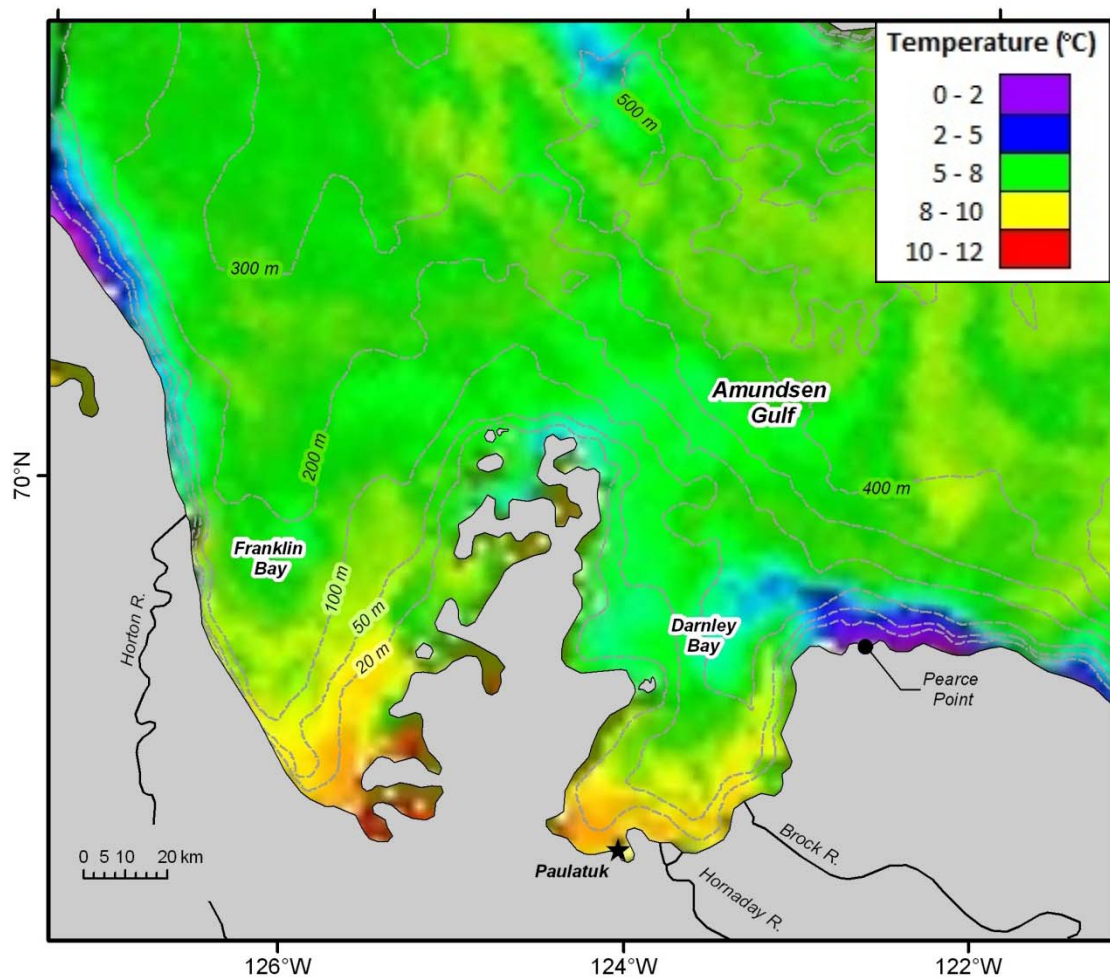 Temperature (°C)
0 - 2
2 - 5
5 - 8
8 - 10
10 - 12
500 m
300 m
Amundsen
Gulf
200 m
400 m
70°N
Franklin
Bay
100 m
50 m
20 m
Horton R.
Darnley
Bay
Pearce
Point
0 5 10 20 km
Paulatuk
Brock R.
Hornaday R.
126°W
124°W
122°W